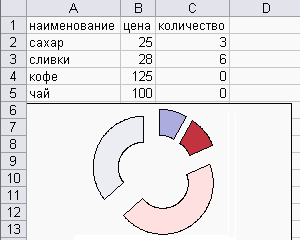 A B C D
1 наименование цена количество
2 сахар 25 3
3 сливки 28 6
4 кофе 125 0
5 чай 100 0
6
7
8
9
10
11
12
13